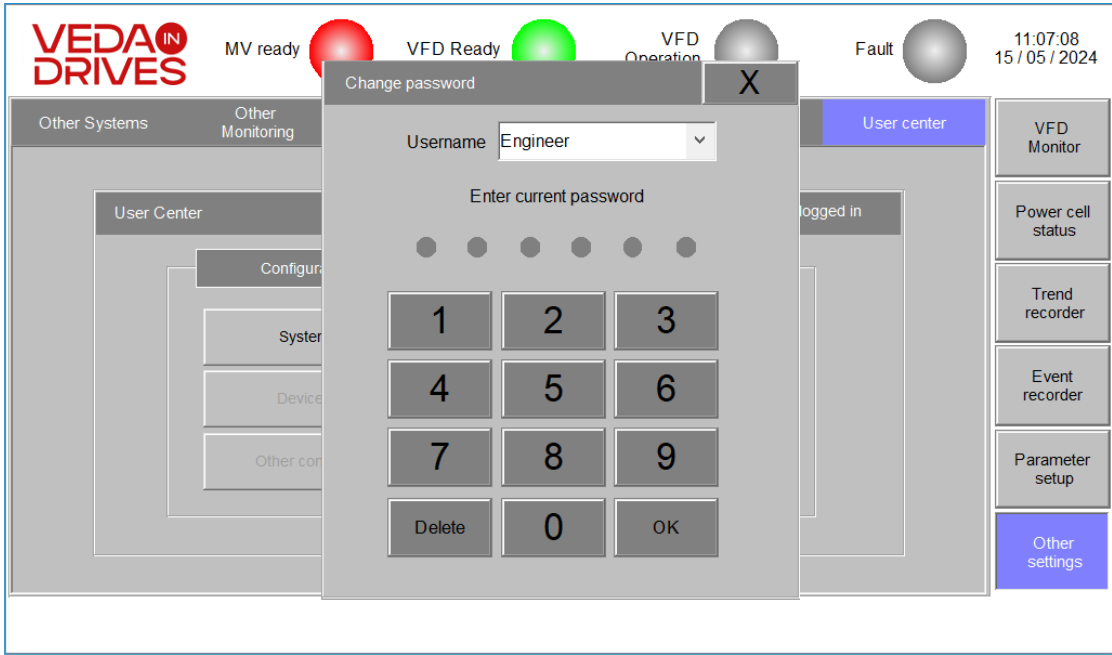 VEDA IN
DRIVES
MV ready
VFD Ready
VFD
Operation
Fault
11:07:08
15 / 05 / 2024
Change password
X
Other Systems
Other
Monitoring
User center
Username
Engineer
Enter current password
User Center
logged in
Configura
System
Device
Other con
1
2
3
4
5
6
7
8
9
Delete
0
OK
VFD
Monitor
Power cell
status
Trend
recorder
Event
recorder
Parameter
setup
Other
settings